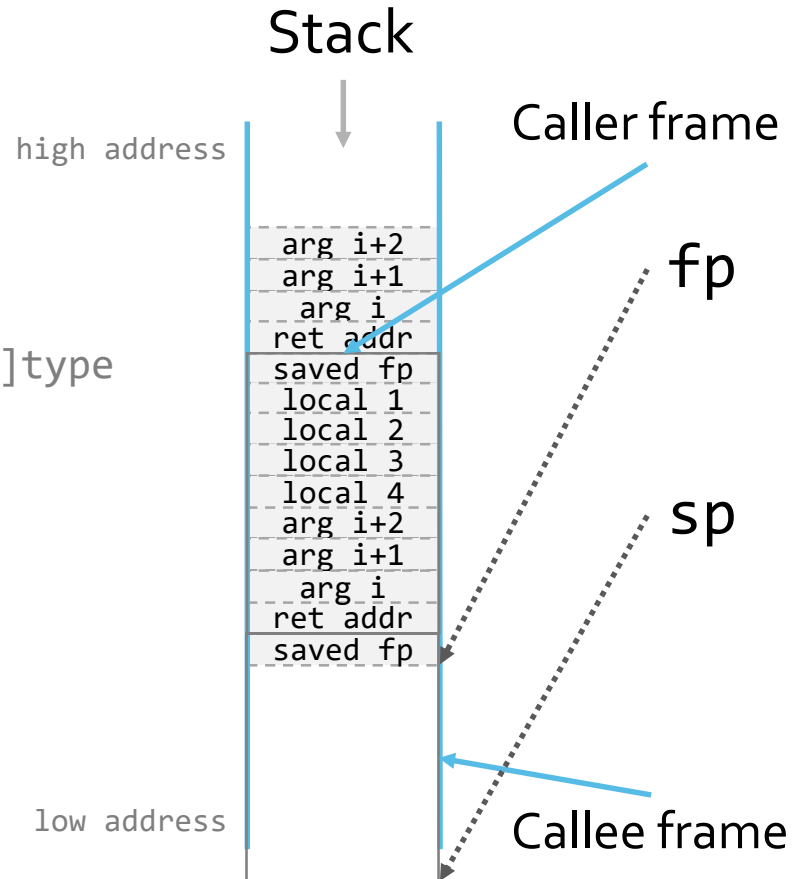 Stack
Caller frame
high address
arg i+2
fp
arg i+1
arg i
ret addr
]type
saved fp
local 1
local 2
local 3
local 4
sp
arg i+2
arg i+1
arg i
ret addr
saved fp
low address
Callee frame